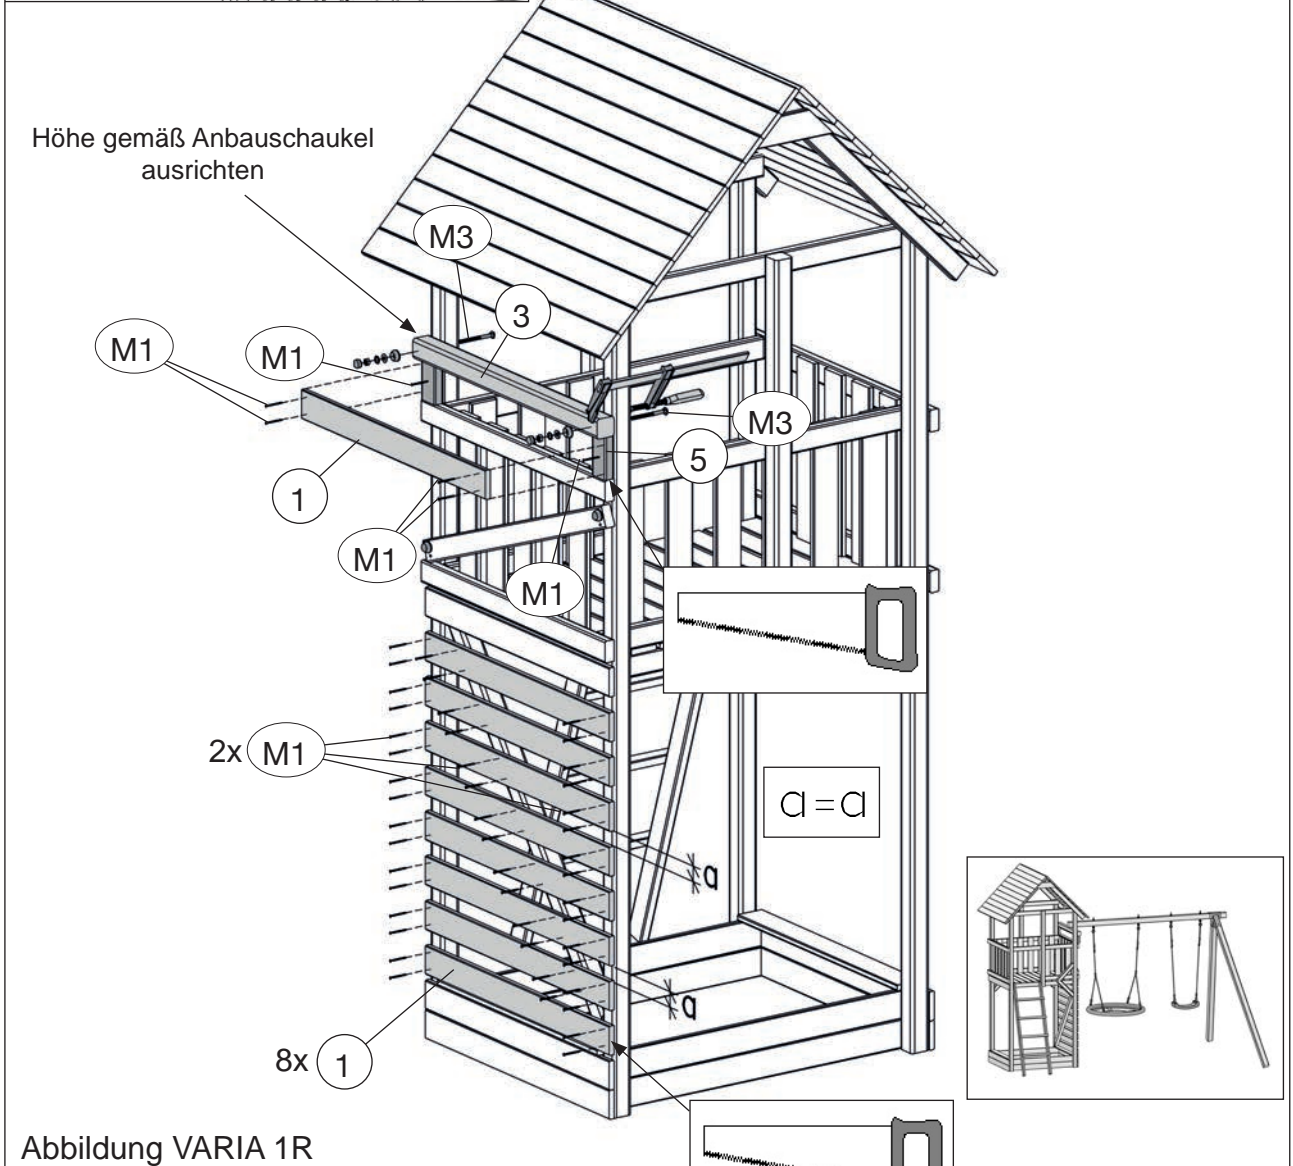 Höhe gemäß Anbauschaukel
ausrichten
M3
3
M1
M1
M3
5
1
M1
M1
2x M1
a=a
a
a
8x 1
Abbildung VARIA 1R